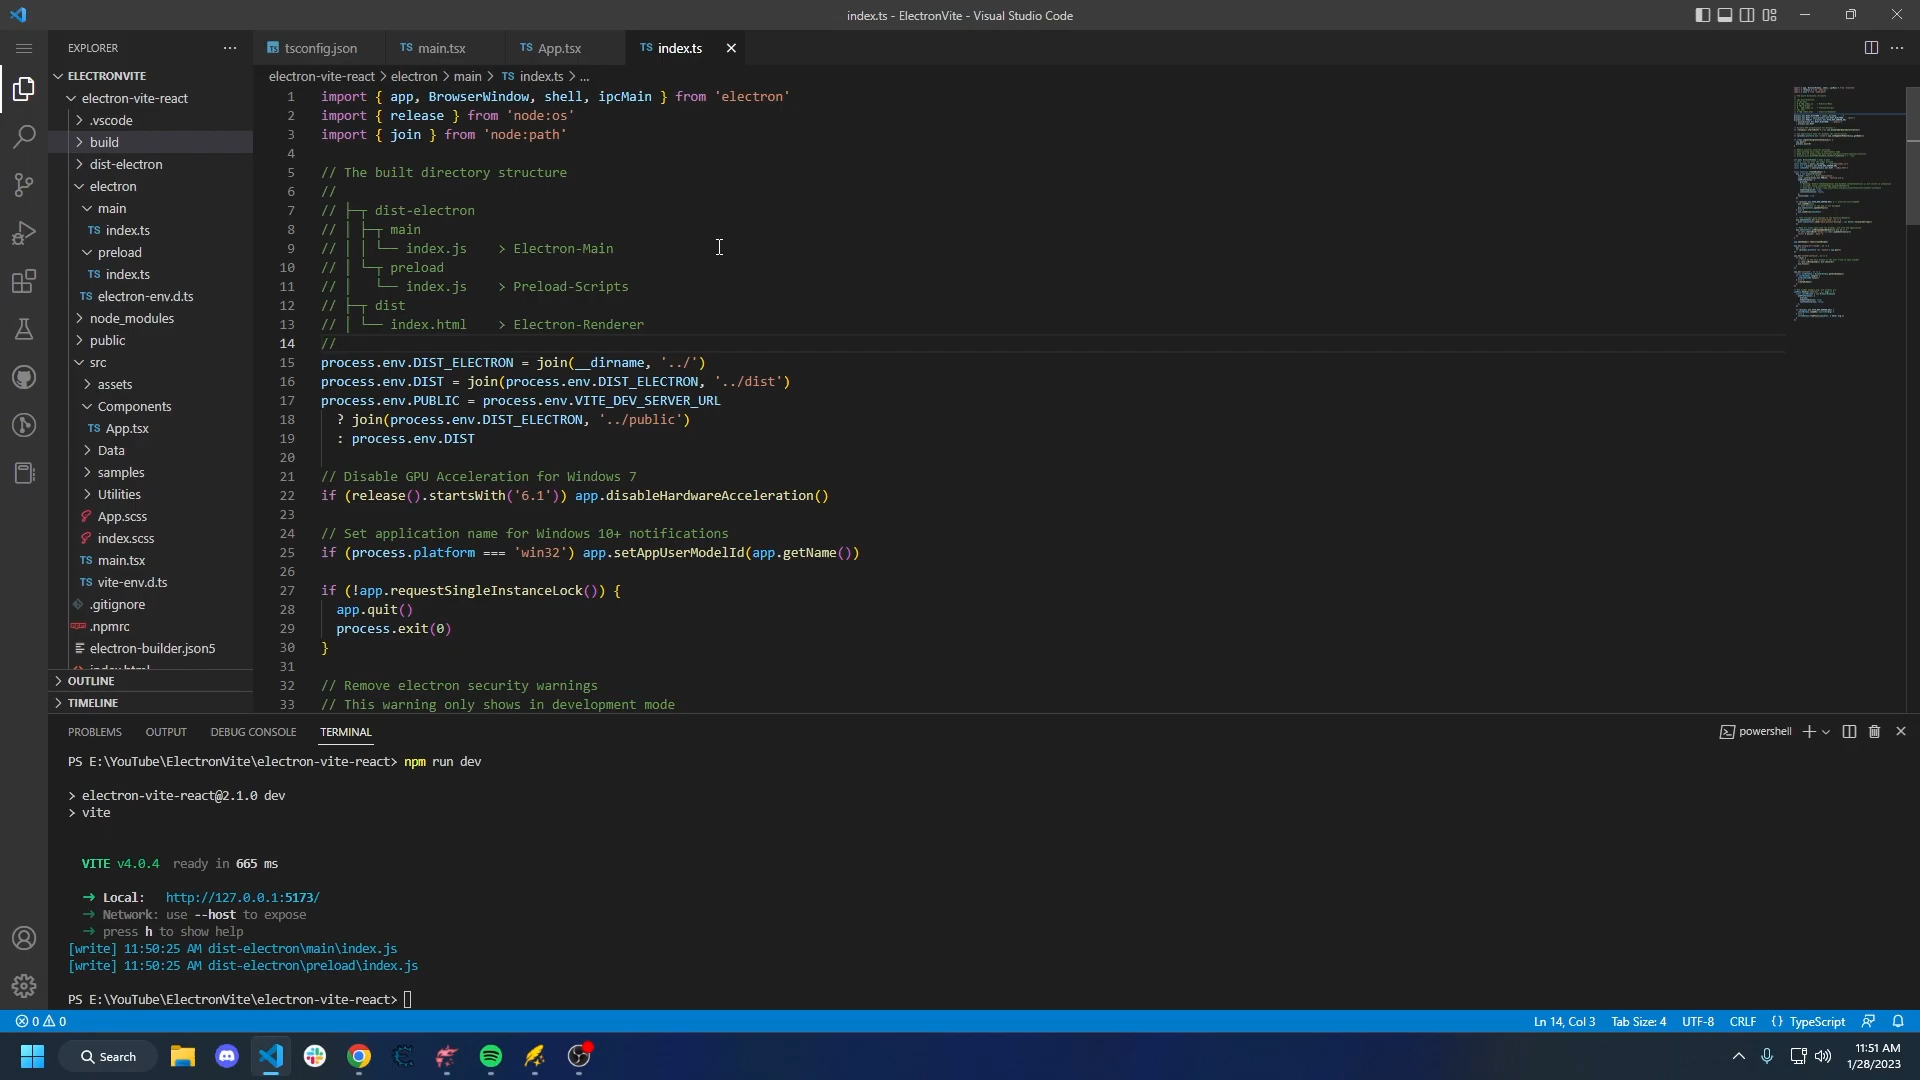 index.ts - ElectronVite - Visual Studio Code
EXPLORER
tsconfig.json
TS main.tsx
TS App.tsx
TS index.ts
ELECTRONVITE
electron-vite-react
.vscode
build
dist-electron
electron
main
TS index.ts
preload
TS index.ts
TS electron-env.d.ts
node_modules
public
src
assets
Components
TS App.tsx
Data
samples
Utilities
App.scss
index.scss
TS main.tsx
TS vite-env.d.ts
.gitignore
.npmrc
electron-builder.json5
OUTLINE
TIMELINE
electron-vite-react > electron > main > TS index.ts > ...
1 import { app, BrowserWindow, shell, ipcMain } from 'electron'
2 import { release } from 'node:os'
3 import { join } from 'node:path'
4
5 // The built directory structure
6 //
7 // ├─┬ dist-electron
8 // │ ├─┬ main
9 // │ │ └── index.js    > Electron-Main
10 // │ └─┬ preload
11 // │   └── index.js    > Preload-Scripts
12 // ├─┬ dist
13 // │ └── index.html    > Electron-Renderer
14 //
15 process.env.DIST_ELECTRON = join(__dirname, '../')
16 process.env.DIST = join(process.env.DIST_ELECTRON, '../dist')
17 process.env.PUBLIC = process.env.VITE_DEV_SERVER_URL
18   ? join(process.env.DIST_ELECTRON, '../public')
19   : process.env.DIST
20
21 // Disable GPU Acceleration for Windows 7
22 if (release().startsWith('6.1')) app.disableHardwareAcceleration()
23
24 // Set application name for Windows 10+ notifications
25 if (process.platform === 'win32') app.setAppUserModelId(app.getName())
26
27 if (!app.requestSingleInstanceLock()) {
28   app.quit()
29   process.exit(0)
30 }
31
32 // Remove electron security warnings
33 // This warning only shows in development mode
PROBLEMS OUTPUT DEBUG CONSOLE TERMINAL
powershell
PS E:\YouTube\ElectronVite\electron-vite-react> npm run dev
> electron-vite-react@2.1.0 dev
> vite
VITE v4.0.4 ready in 665 ms
➜ Local: http://127.0.0.1:5173/
➜ Network: use --host to expose
➜ press h to show help
[write] 11:50:25 AM dist-electron\main\index.js
[write] 11:50:25 AM dist-electron\preload\index.js
PS E:\YouTube\ElectronVite\electron-vite-react>
0 0
Ln 14, Col 3 Tab Size: 4 UTF-8 CRLF {} TypeScript
Search
11:51 AM
1/28/2023